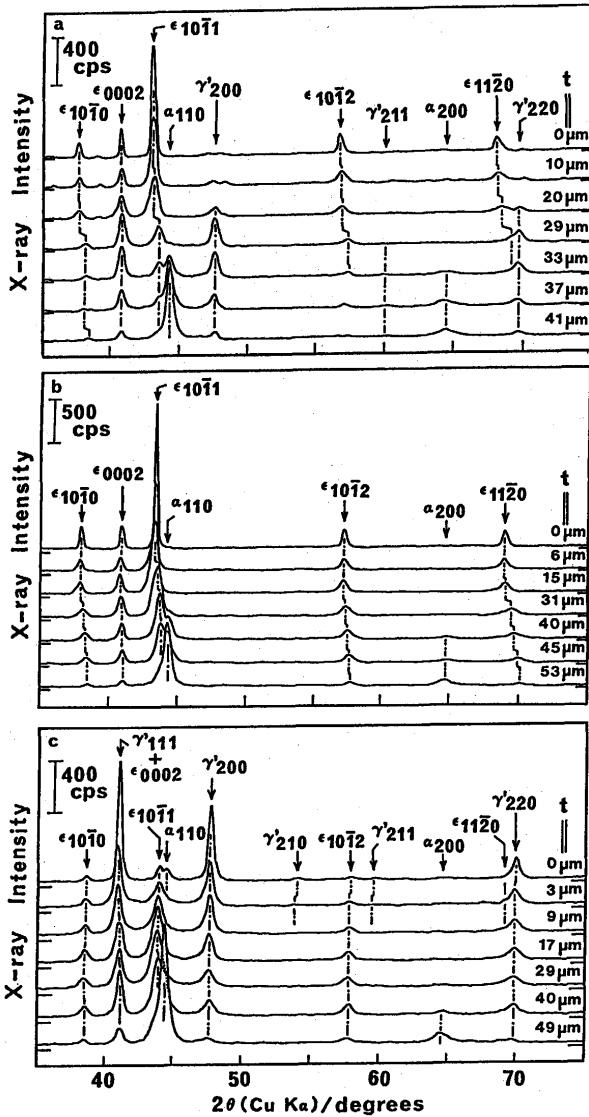 a
400
cps
ϵ101̄0
ϵ0002
ϵ101̄1
α110
γ'200
ϵ101̄2
γ'211
α200
ϵ112̄0
γ'220
t
0μm
10μm
20μm
29μm
33μm
37μm
41μm
X-ray Intensity
b
500
cps
ϵ101̄0
ϵ0002
ϵ101̄1
α110
ϵ101̄2
α200
ϵ112̄0
t
0μm
6μm
15μm
31μm
40μm
45μm
53μm
X-ray Intensity
c
400
cps
ϵ101̄0
γ'111
+
ϵ0002
ϵ101̄1
α110
γ'200
γ'210
ϵ101̄2
γ'211
α200
ϵ112̄0
γ'220
t
0μm
3μm
9μm
17μm
29μm
40μm
49μm
X-ray Intensity
40 50 60 70
2θ(Cu Kα)/degrees